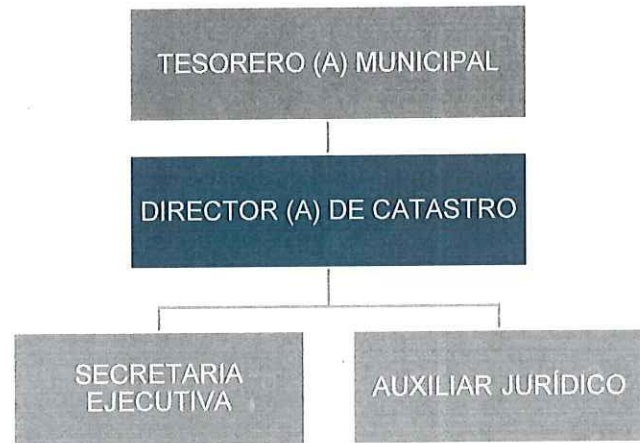 TESORERO (A) MUNICIPAL
DIRECTOR (A) DE CATASTRO
SECRETARIA
EJECUTIVA
AUXILIAR JURÍDICO